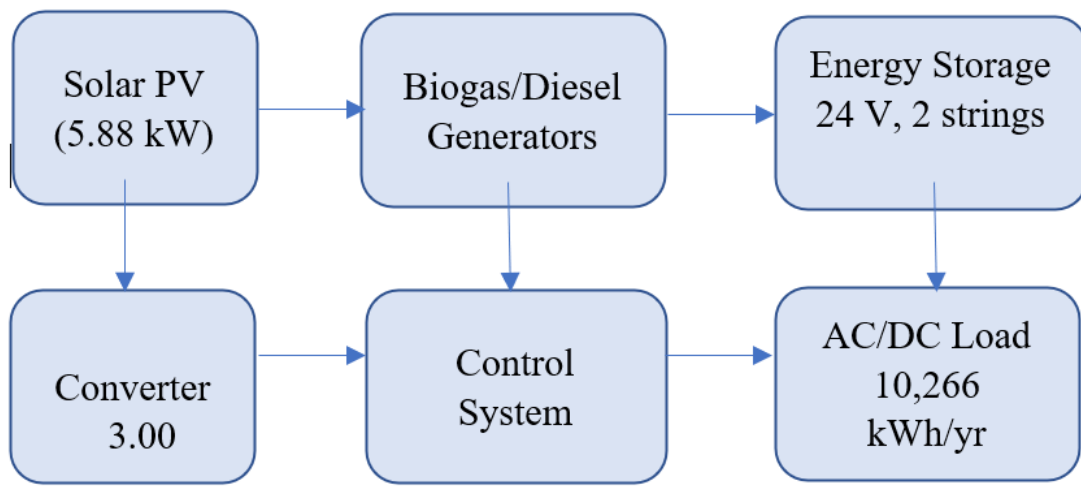 Solar PV
(5.88 kW)
Biogas/Diesel
Generators
Energy Storage
24 V, 2 strings
Converter
3.00
Control
System
AC/DC Load
10,266
kWh/yr